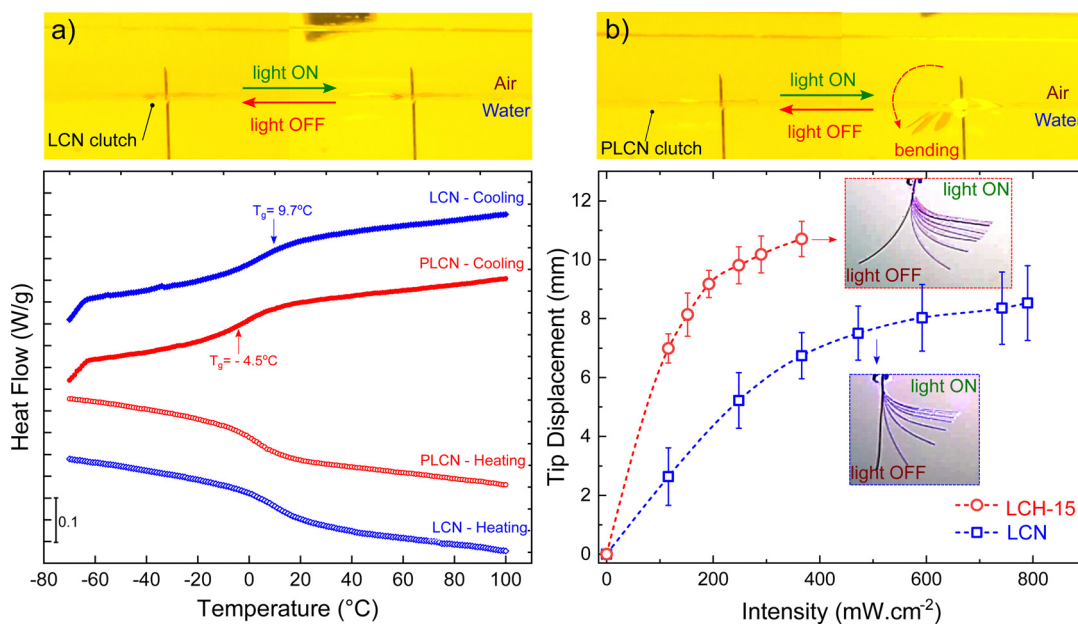 a)
light ON
light OFF
Air
Water
LCN clutch
b)
light ON
light OFF
Air
Water
PLCN clutch
bending
LCN - Cooling
Tg= 9.7ºC
PLCN - Cooling
Tg= - 4.5ºC
PLCN - Heating
LCN - Heating
0.1
Heat Flow (W/g)
-80 -60 -40 -20 0 20 40 60 80 100
Temperature (°C)
light ON
light OFF
light ON
light OFF
LCH-15
LCN
12
10
8
6
4
2
0
Tip Displacement (mm)
0 200 400 600 800
Intensity (mW.cm-2)